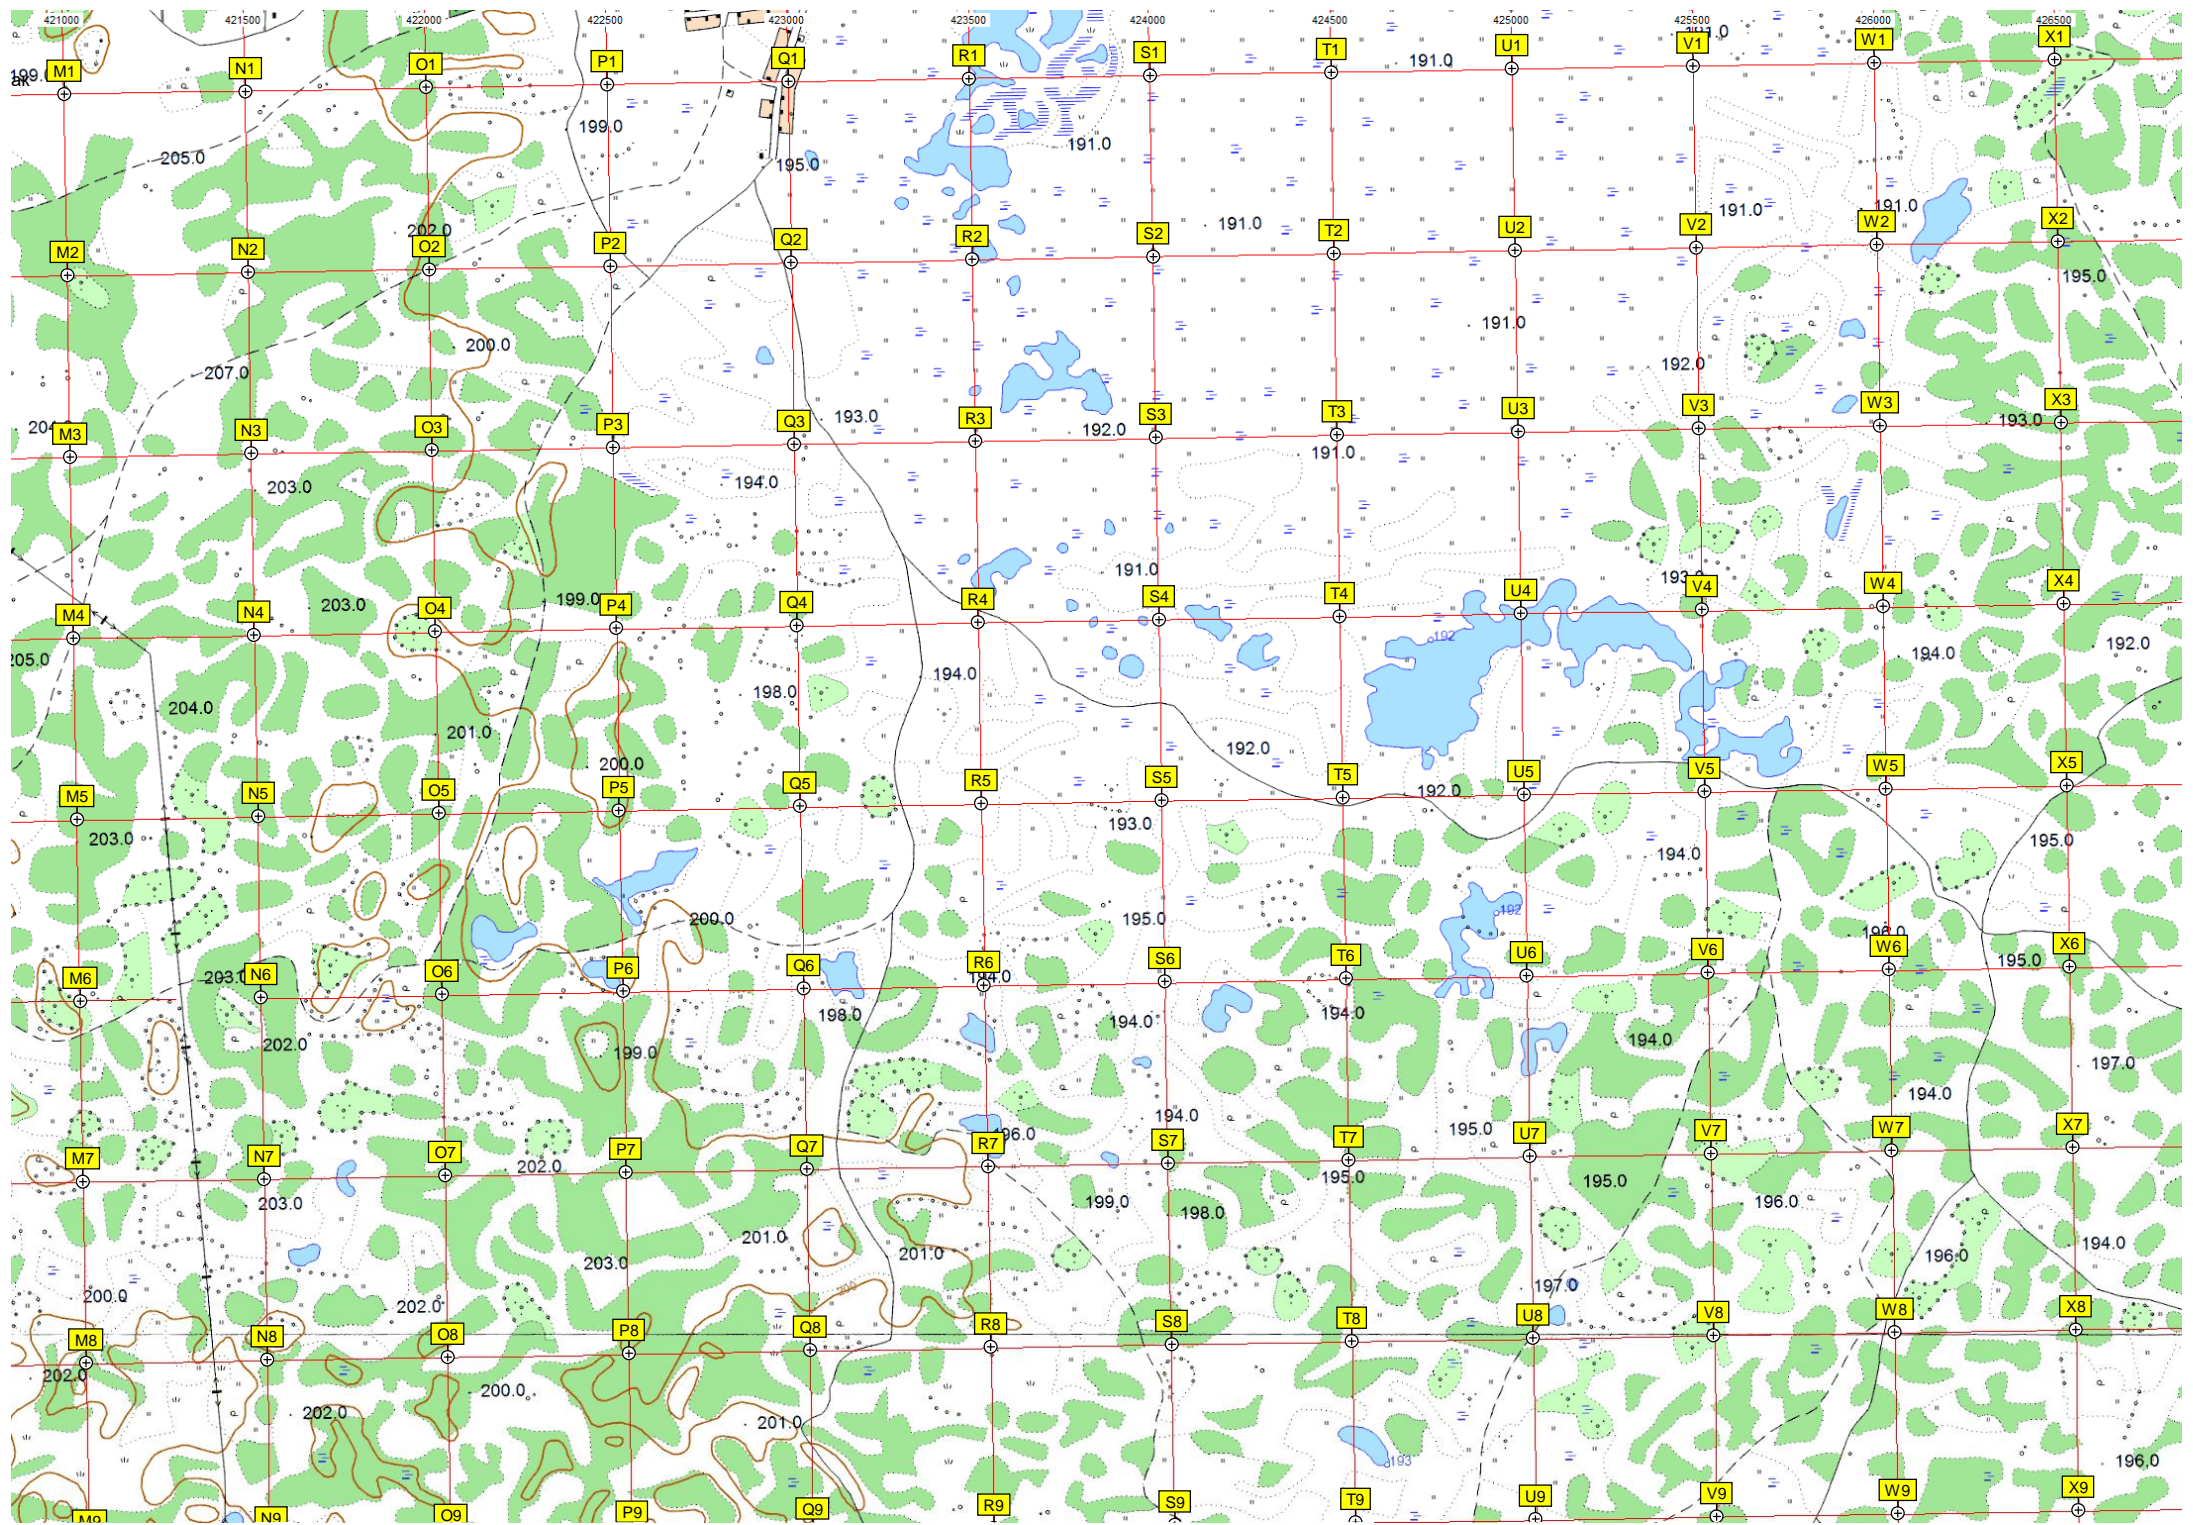 421000 421500 422000 422500 423000 423500 424000 424500 425000 425500 426000 426500
M1 N1 O1 P1 Q1 R1 S1 T1 U1 V1 W1 X1
191.0
199.0 205.0 195.0 191.0
202.0 191.0 191.0 191.0
M2 N2 O2 P2 Q2 R2 S2 T2 U2 V2 W2 X2
195.0
207.0 200.0 191.0 192.0
193.0 192.0 193.0
M3 N3 O3 P3 Q3 R3 S3 T3 U3 V3 W3 X3
203.0 194.0 191.0
203.0 199.0 191.0
M4 N4 O4 P4 Q4 R4 S4 T4 U4 V4 W4 X4
205.0 192 194.0 192.0
204.0 201.0 198.0 194.0 192.0
200.0 192.0
M5 N5 O5 P5 Q5 R5 S5 T5 U5 V5 W5 X5
203.0 193.0 194.0 195.0
200.0 195.0 192
M6 N6 O6 P6 Q6 R6 S6 T6 U6 V6 W6 X6
195.0
202.0 199.0 198.0 194.0 194.0 194.0 197.0
194.0 195.0 194.0
M7 N7 O7 P7 Q7 R7 S7 T7 U7 V7 W7 X7
203.0 202.0 199.0 198.0 195.0 195.0 196.0
203.0 201.0 201.0 196.0 194.0
200.0 202.0 200 197.0
M8 N8 O8 P8 Q8 R8 S8 T8 U8 V8 W8 X8
202.0 202.0 200.0 201.0 193 196.0
M9 N9 O9 P9 Q9 R9 S9 T9 U9 V9 W9 X9